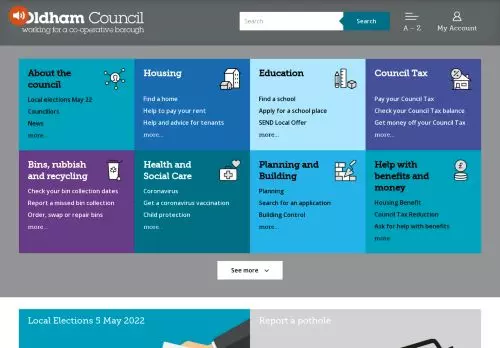 Oldham Council
working for a co-operative borough
Search
Search
A – Z
My Account
About the council
Local elections May 22
Councillors
News
more...
Housing
Find a home
Help to pay your rent
Help and advice for tenants
more...
Education
Find a school
Apply for a school place
SEND Local Offer
more...
Council Tax
Pay your Council Tax
Check your Council Tax balance
Get money off your Council Tax
more...
Bins, rubbish and recycling
Check your bin collection dates
Report a missed bin collection
Order, swap or repair bins
more...
Health and Social Care
Coronavirus
Get a coronavirus vaccination
Child protection
more...
Planning and Building
Planning
Search for an application
Building Control
more...
Help with benefits and money
Housing Benefit
Council Tax Reduction
Ask for help with benefits
more
See more
Local Elections 5 May 2022
Report a pothole